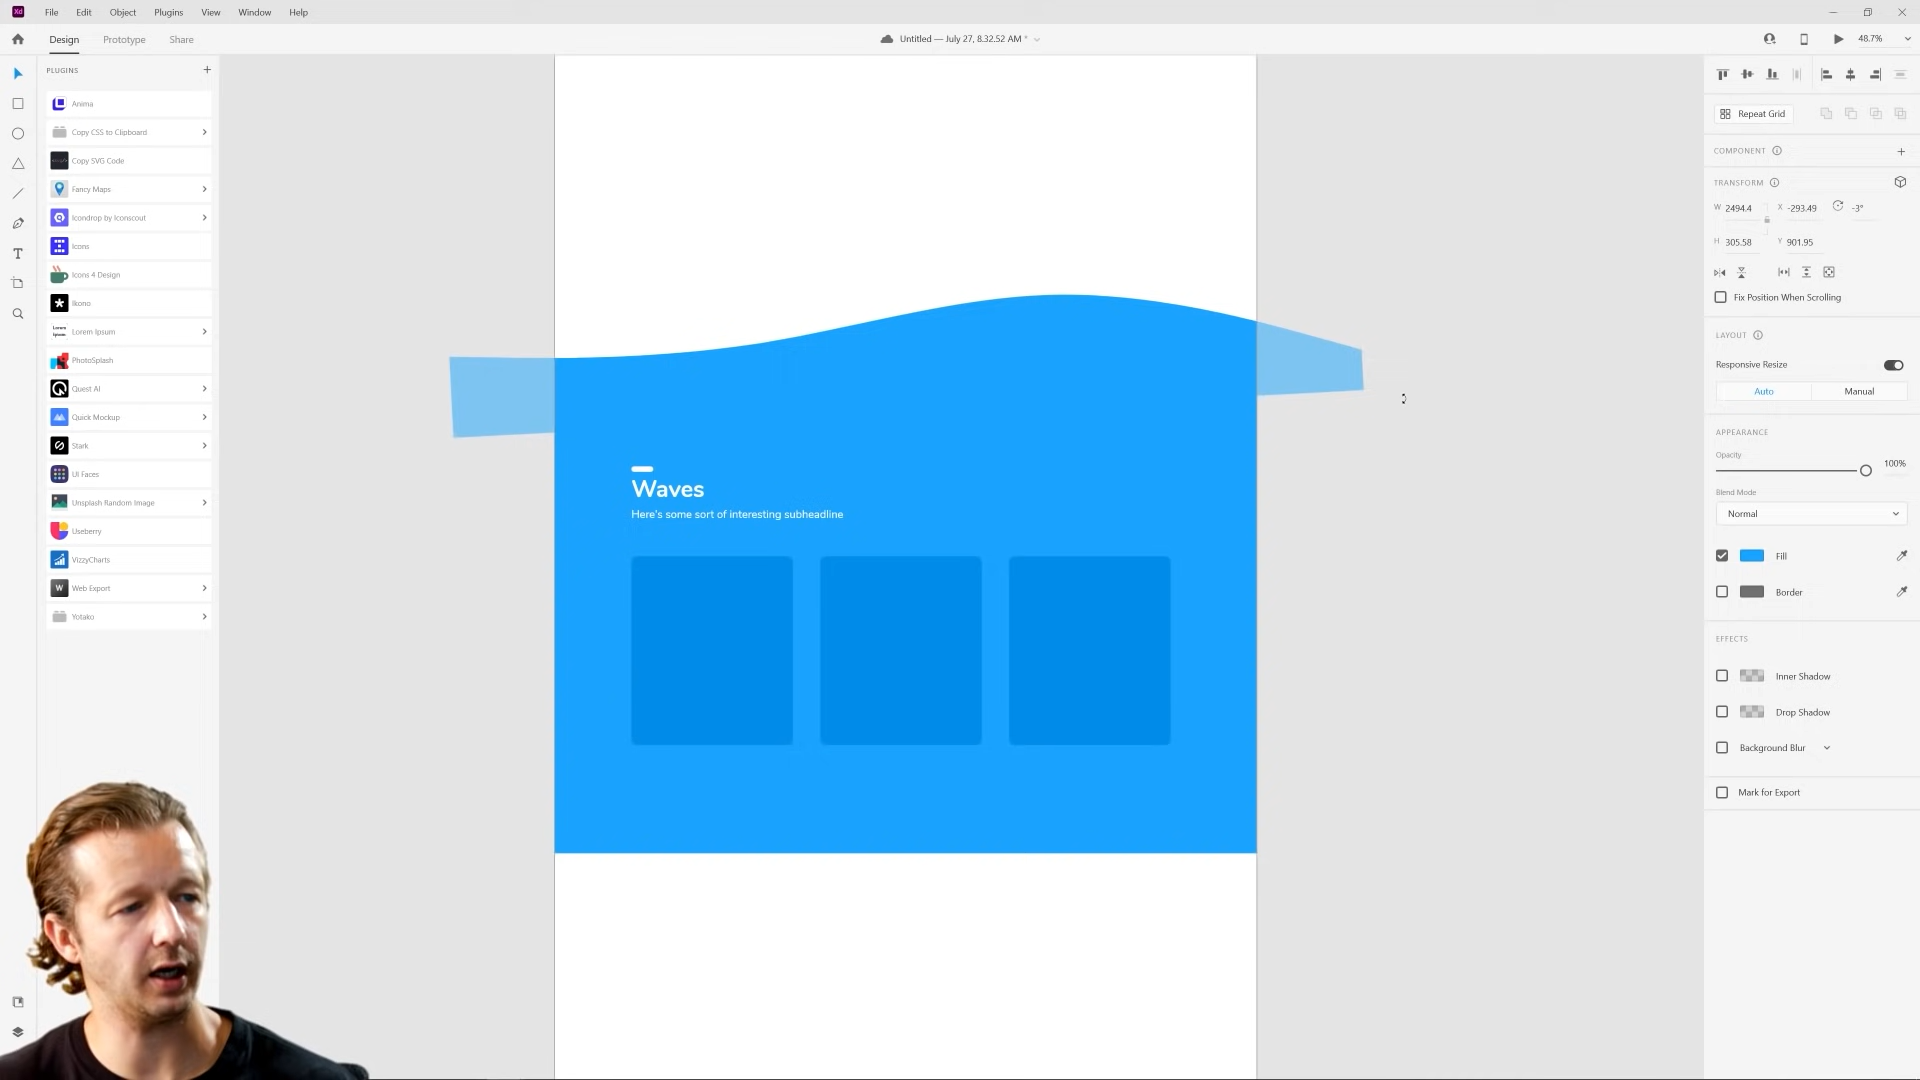 Xd File Edit Object Plugins View Window Help
Design Prototype Share
Untitled — July 27, 8.32.52 AM *
48.7%
PLUGINS
Anima
Copy CSS to Clipboard
Copy SVG Code
Fancy Maps
Icondrop by Iconscout
Icons
Icons 4 Design
Ikono
Lorem Ipsum
PhotoSplash
Quest AI
Quick Mockup
Stark
UI Faces
Unsplash Random Image
Useberry
VizzyCharts
W Web Export
Yotako
Waves
Here's some sort of interesting subheadline
Repeat Grid
COMPONENT
TRANSFORM
W 2494.4 X -293.49 -3°
H 305.58 Y 901.95
Fix Position When Scrolling
LAYOUT
Responsive Resize
Auto Manual
APPEARANCE
Opacity
100%
Blend Mode
Normal
Fill
Border
EFFECTS
Inner Shadow
Drop Shadow
Background Blur
Mark for Export